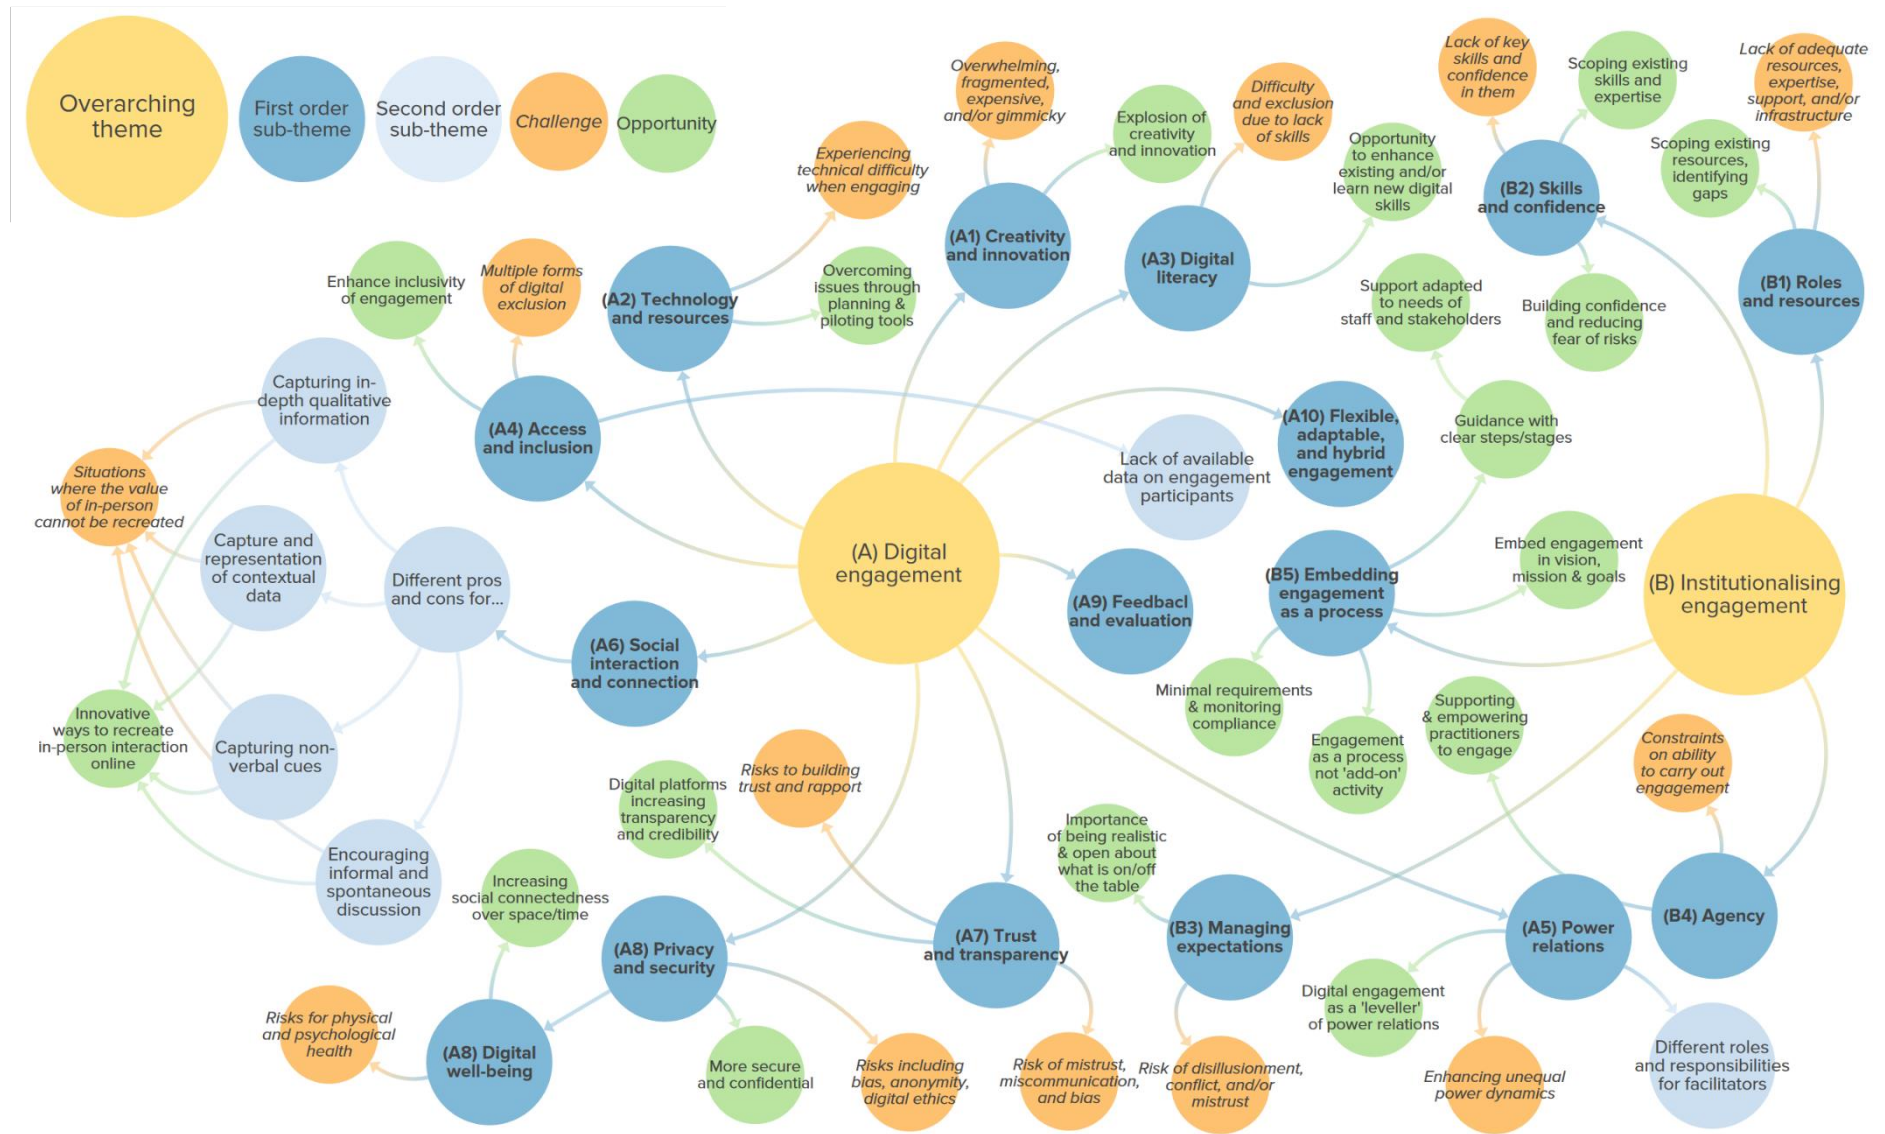 Overarching
theme
First order
sub-theme
Second order
sub-theme
Challenge
Opportunity
Overwhelming,
fragmented,
expensive,
and/or gimmicky
Explosion of
creativity
and innovation
Difficulty
and exclusion
due to lack
of skills
Opportunity
to enhance
existing and/or
learn new digital
skills
Lack of key
skills and
confidence
in them
Scoping existing
skills and
expertise
Lack of adequate
resources,
expertise,
support, and/or
infrastructure
Scoping existing
resources,
identifying
gaps
Experiencing
technical difficulty
when engaging
(A1) Creativity
and innovation
(A3) Digital
literacy
(B2) Skills
and confidence
(B1) Roles
and resources
Enhance inclusivity
of engagement
Multiple forms
of digital
exclusion
(A2) Technology
and resources
Overcoming
issues through
planning &
piloting tools
Support adapted
to needs of
staff and stakeholders
Building confidence
and reducing
fear of risks
Capturing in-
depth qualitative
information
(A4) Access
and inclusion
Lack of available
data on engagement
participants
(A10) Flexible,
adaptable,
and hybrid
engagement
Guidance with
clear steps/stages
Situations
where the value
of in-person
cannot be recreated
Capture and
representation
of contextual
data
Different pros
and cons for...
(A) Digital
engagement
(A9) Feedbacl
and evaluation
(B5) Embedding
engagement
as a process
Embed engagement
in vision,
mission & goals
(B) Institutionalising
engagement
(A6) Social
interaction
and connection
Minimal requirements
& monitoring
compliance
Engagement
as a process
not 'add-on'
activity
Supporting
& empowering
practitioners
to engage
Constraints
on ability
to carry out
engagement
Innovative
ways to recreate
in-person interaction
online
Capturing non-
verbal cues
Digital platforms
increasing
transparency
and credibility
Risks to building
trust and rapport
Importance
of being realistic
& open about
what is on/off
the table
Encouraging
informal and
spontaneous
discussion
Increasing
social connectedness
over space/time
(A8) Privacy
and security
(A7) Trust
and transparency
(B3) Managing
expectations
(A5) Power
relations
(B4) Agency
Risks for physical
and psychological
health
(A8) Digital
well-being
More secure
and confidential
Risks including
bias, anonymity,
digital ethics
Risk of mistrust,
miscommunication,
and bias
Risk of disillusionment,
conflict, and/or
mistrust
Digital engagement
as a 'leveller'
of power relations
Enhancing unequal
power dynamics
Different roles
and responsibilities
for facilitators